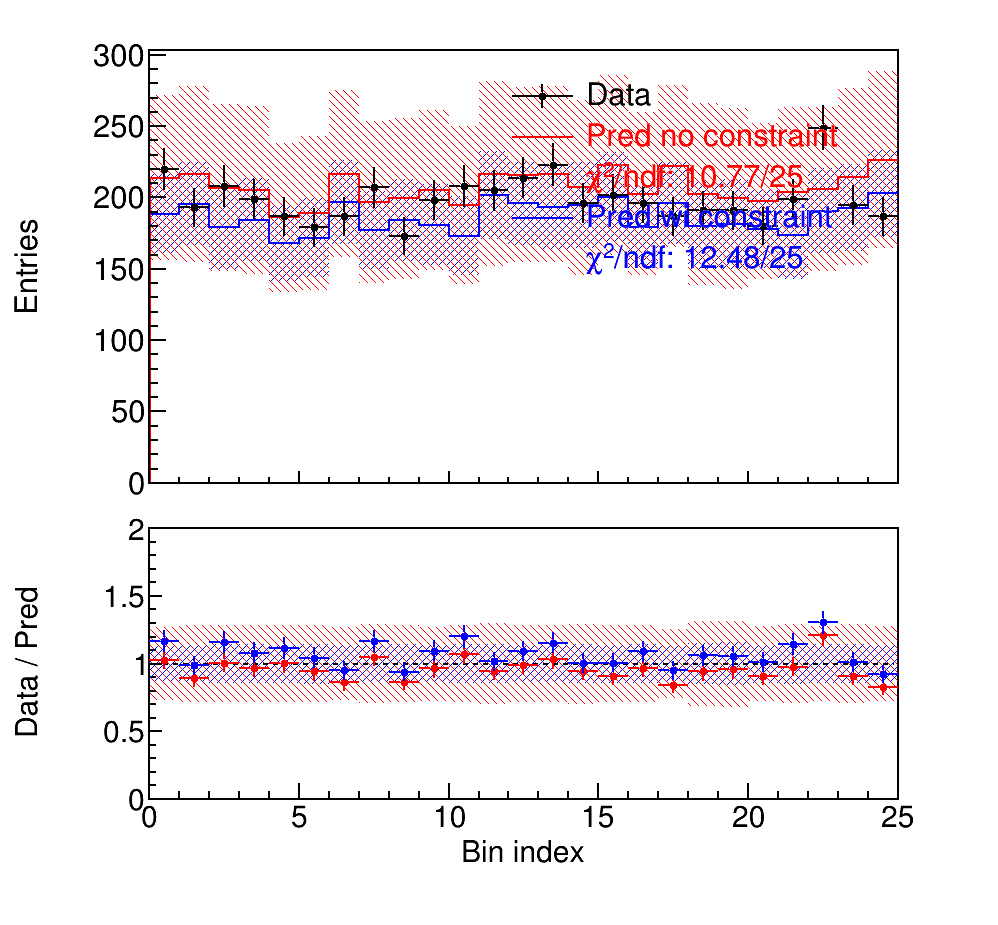 300
250
200
150
100
50
0
Entries
Data
Pred no constraint
χ²/ndf: 10.77/25
Pred wi constraint
χ²/ndf: 12.48/25
2
1.5
1
0.5
0
Data / Pred
0 5 10 15 20 25
Bin index